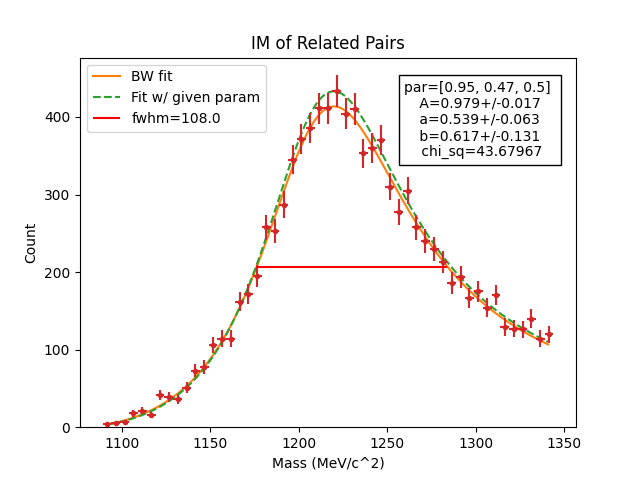 IM of Related Pairs
BW fit
Fit w/ given param
fwhm=108.0
par=[0.95, 0.47, 0.5]
A=0.979+/-0.017
a=0.539+/-0.063
b=0.617+/-0.131
chi_sq=43.67967
Count
400
300
200
100
0
1100
1150
1200
1250
1300
1350
Mass (MeV/c^2)